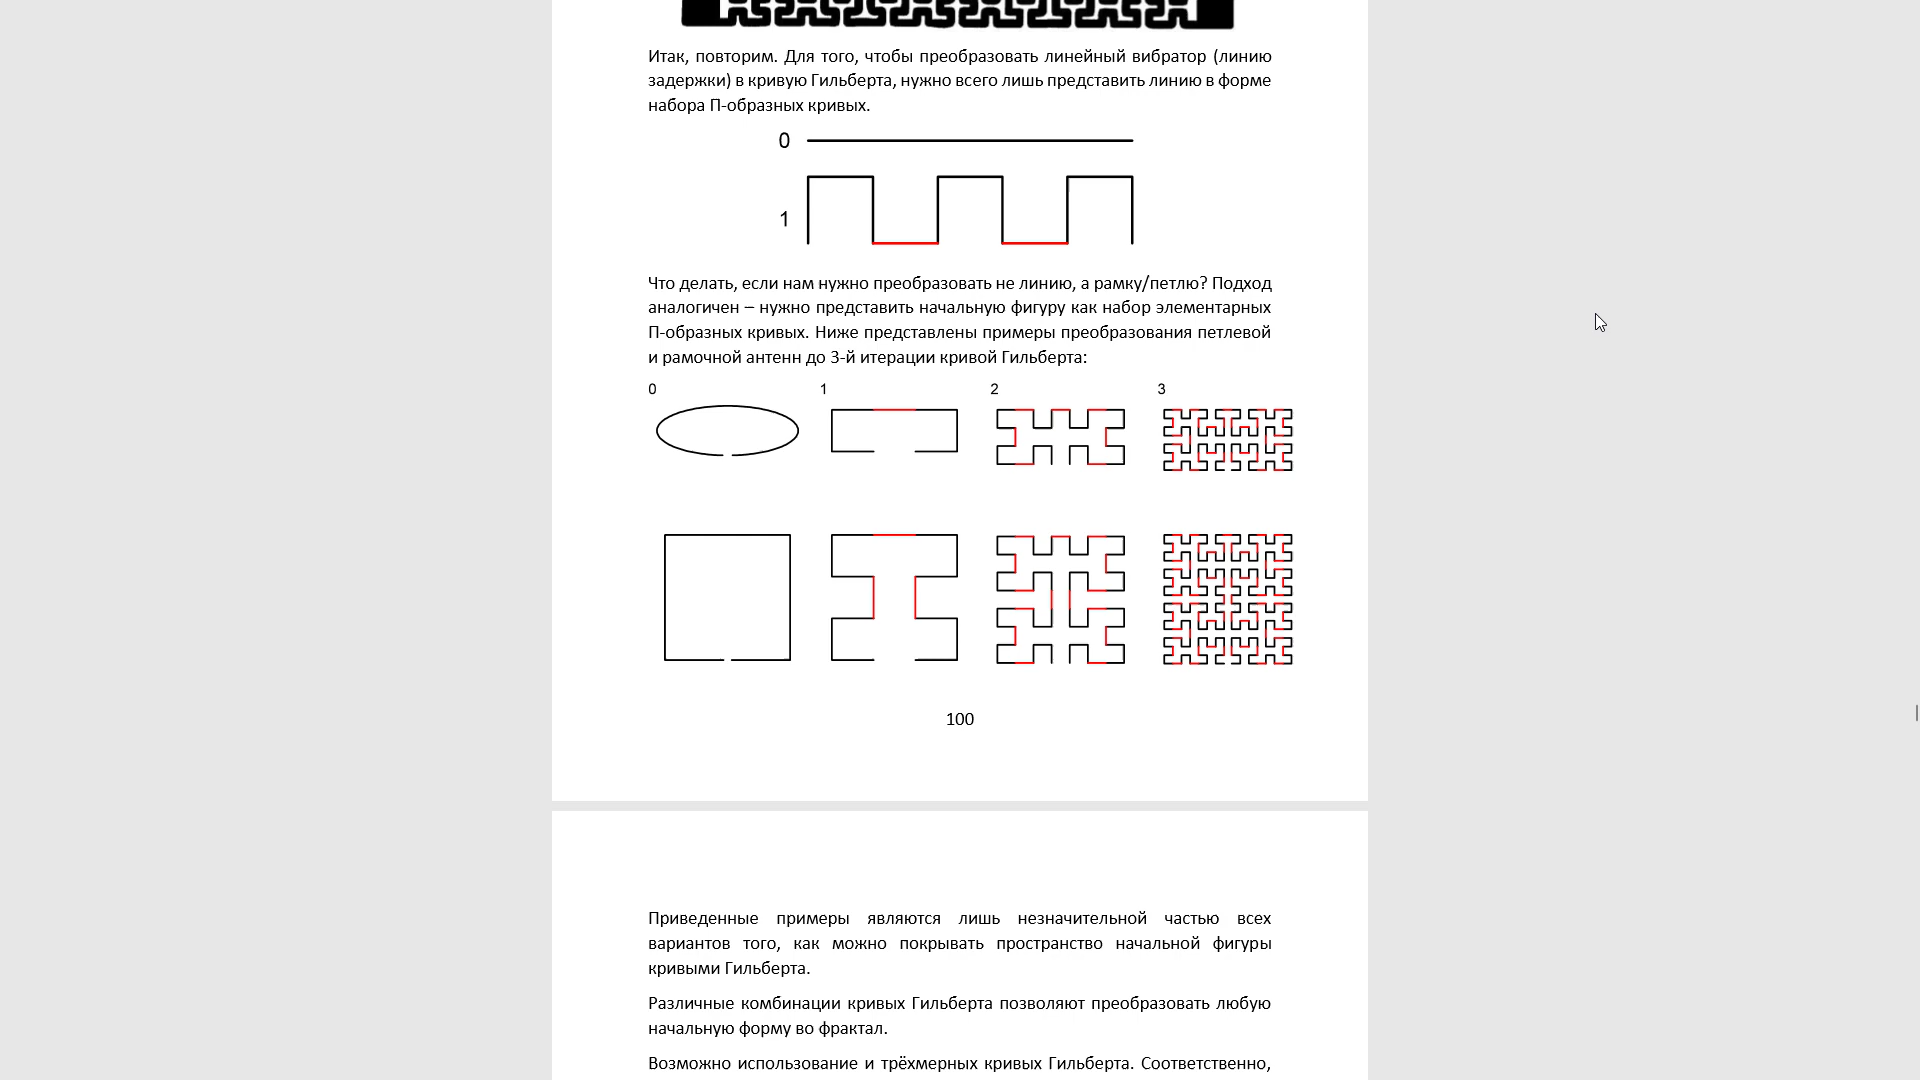 Итак, повторим. Для того, чтобы преобразовать линейный вибратор (линию
задержки) в кривую Гильберта, нужно всего лишь представить линию в форме
набора П-образных кривых.
0
1
Что делать, если нам нужно преобразовать не линию, а рамку/петлю? Подход
аналогичен – нужно представить начальную фигуру как набор элементарных
П-образных кривых. Ниже представлены примеры преобразования петлевой
и рамочной антенн до 3-й итерации кривой Гильберта:
0 1 2 3
100
Приведенные примеры являются лишь незначительной частью всех
вариантов того, как можно покрывать пространство начальной фигуры
кривыми Гильберта.
Различные комбинации кривых Гильберта позволяют преобразовать любую
начальную форму во фрактал.
Возможно использование и трёхмерных кривых Гильберта. Соответственно,